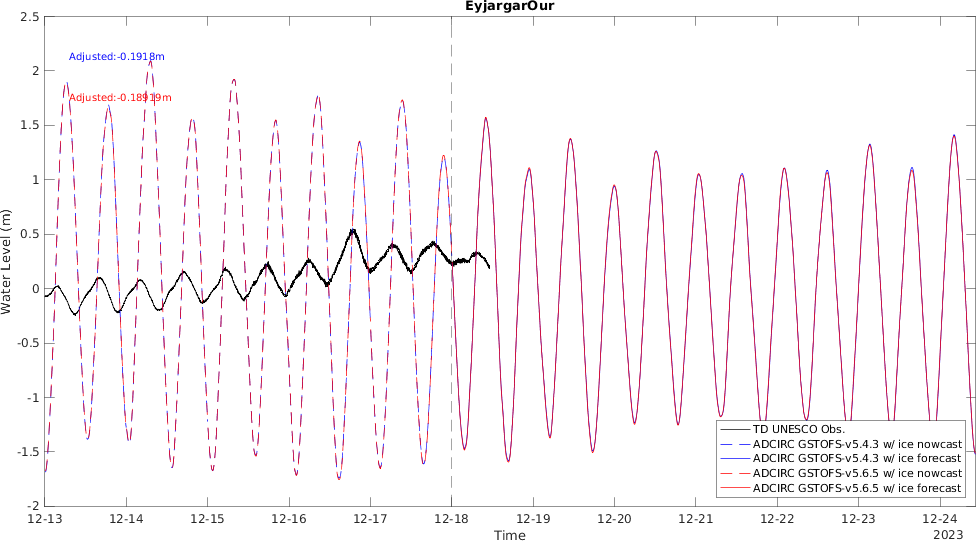 EyjargarOur
Adjusted:-0.1918m
Adjusted:-0.18919m
2.5
2
1.5
1
0.5
0
-0.5
-1
-1.5
-2
Water Level (m)
TD UNESCO Obs.
ADCIRC GSTOFS-v5.4.3 w/ ice nowcast
ADCIRC GSTOFS-v5.4.3 w/ ice forecast
ADCIRC GSTOFS-v5.6.5 w/ ice nowcast
ADCIRC GSTOFS-v5.6.5 w/ ice forecast
12-13 12-14 12-15 12-16 12-17 12-18 12-19 12-20 12-21 12-22 12-23 12-24
Time
2023